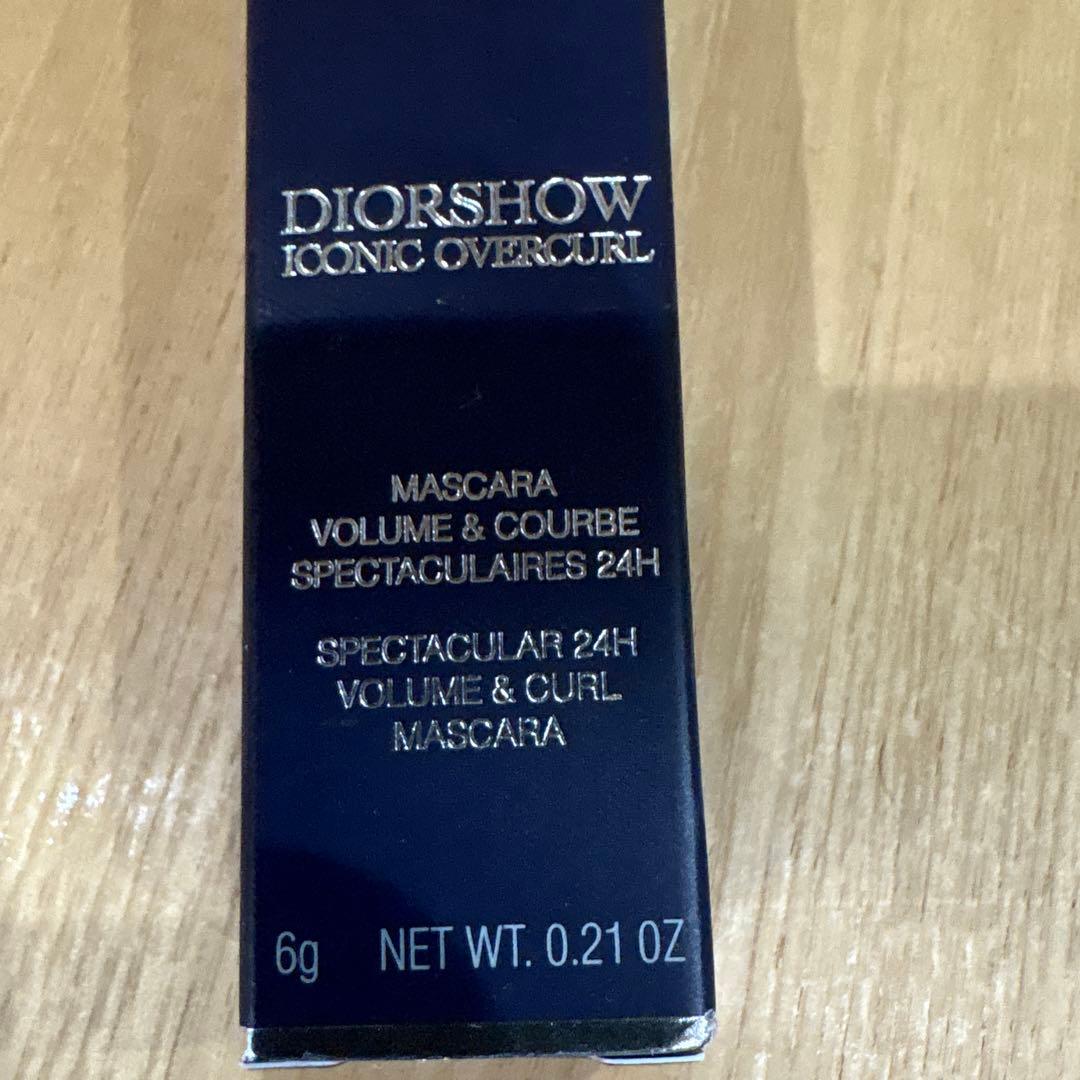 DIORSHOW
ICONIC OVERCURL
MASCARA
VOLUME & COURBE
SPECTACULAIRES 24H
SPECTACULAR 24H
VOLUME & CURL
MASCARA
6g NET WT. 0.21 OZ